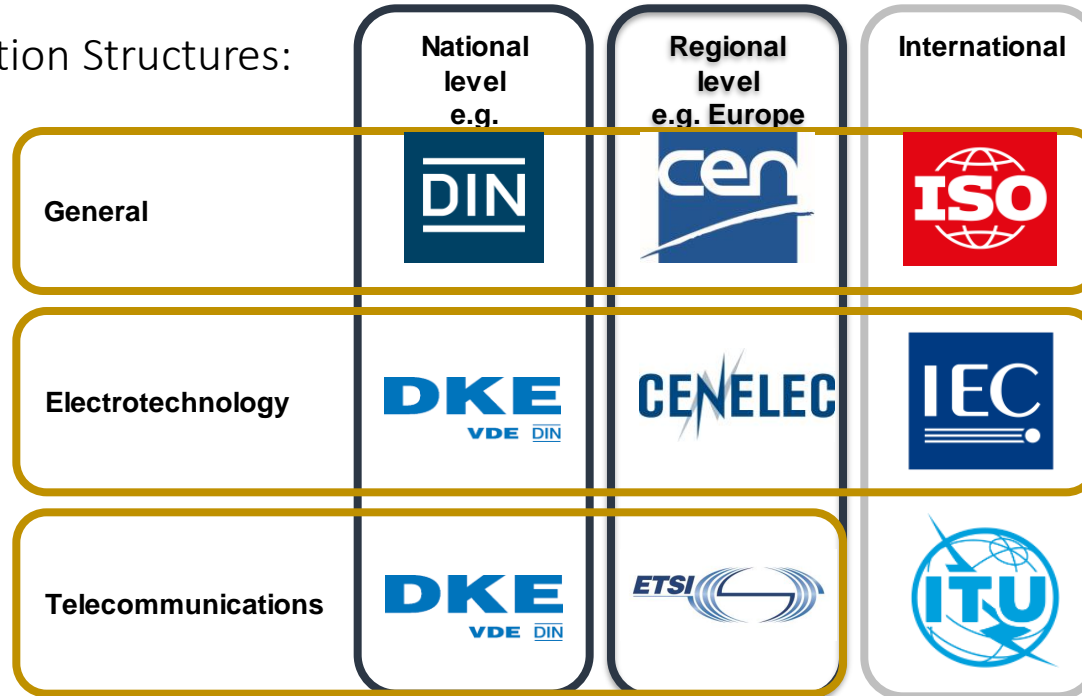 tion Structures:
National
level
e.g.
Regional
level
e.g. Europe
International
General
DIN
cen
ISO
Electrotechnology
DKE
VDE DIN
CENELEC
IEC
Telecommunications
DKE
VDE DIN
ETSI
ITU